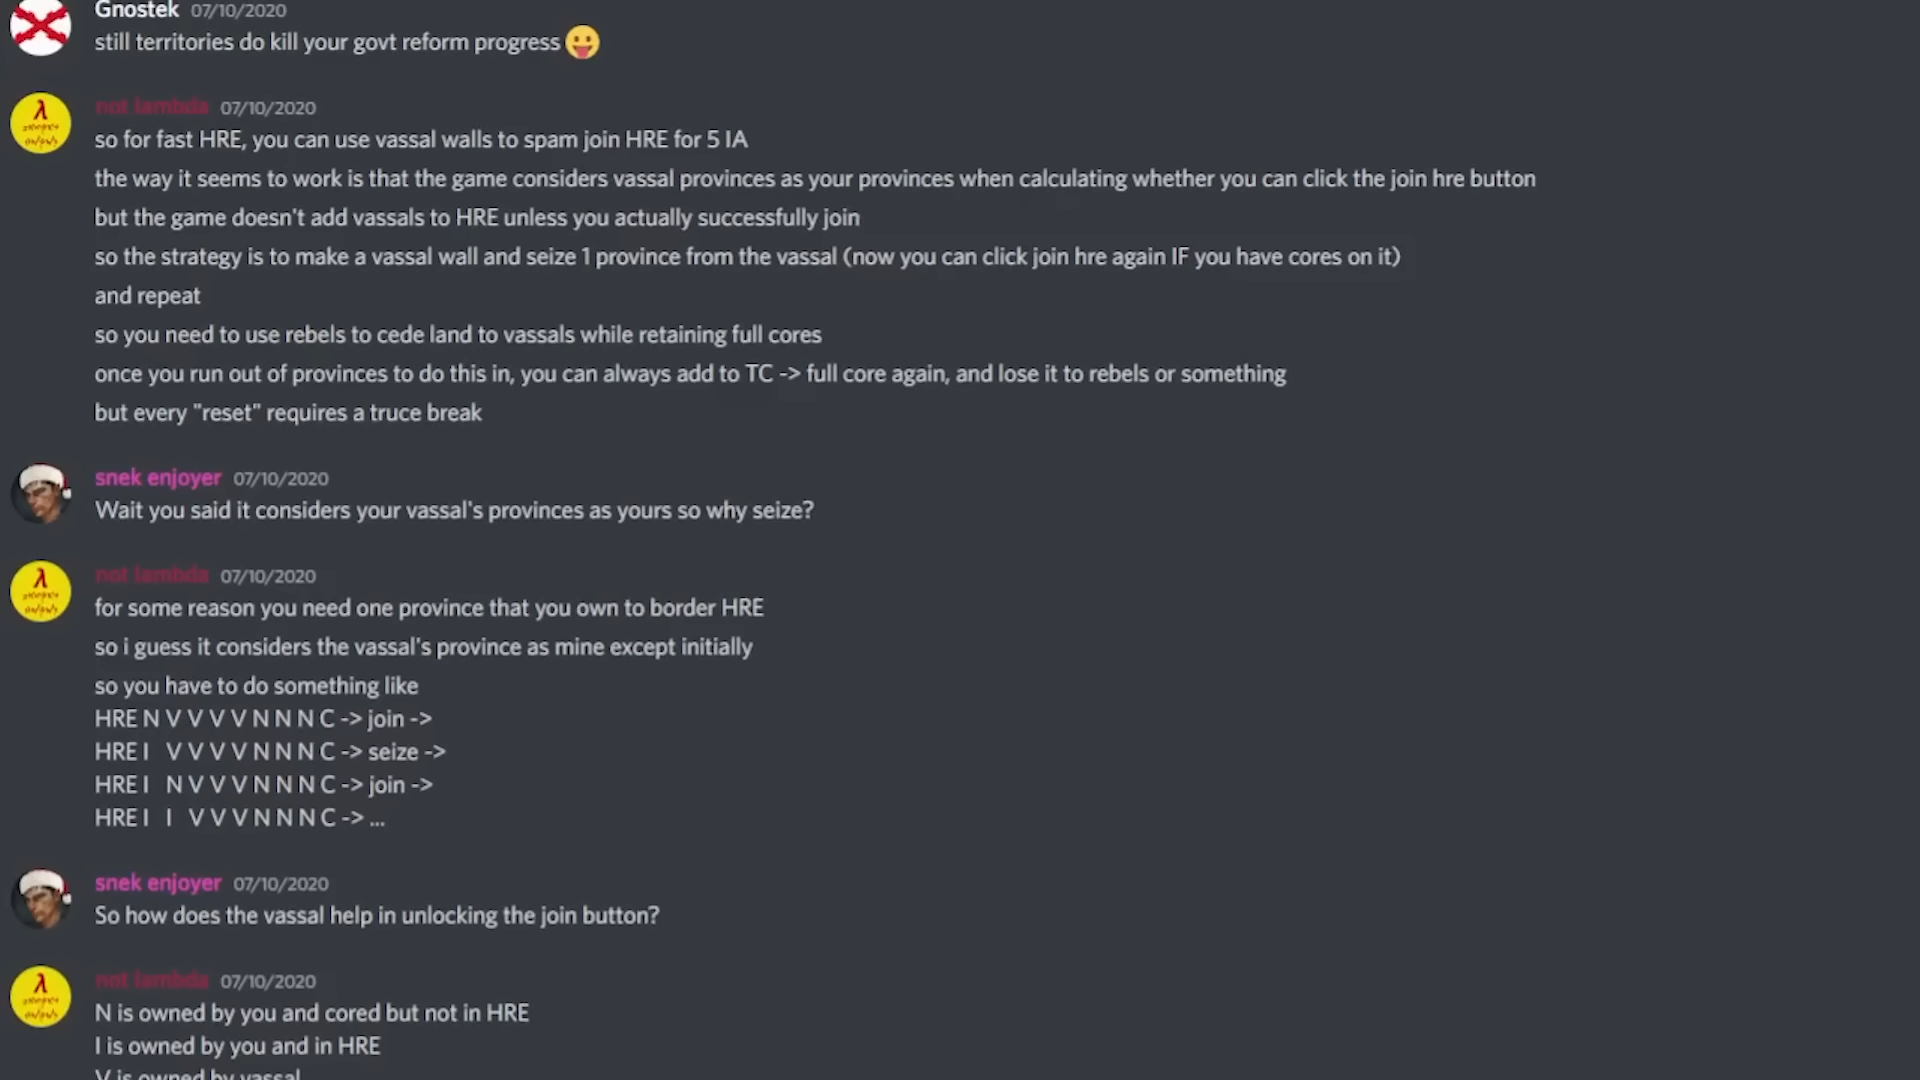 Gnostek 07/10/2020
still territories do kill your govt reform progress
λ
not lambda 07/10/2020
so for fast HRE, you can use vassal walls to spam join HRE for 5 IA
the way it seems to work is that the game considers vassal provinces as your provinces when calculating whether you can click the join hre button
but the game doesn't add vassals to HRE unless you actually successfully join
so the strategy is to make a vassal wall and seize 1 province from the vassal (now you can click join hre again IF you have cores on it)
and repeat
so you need to use rebels to cede land to vassals while retaining full cores
once you run out of provinces to do this in, you can always add to TC -> full core again, and lose it to rebels or something
but every "reset" requires a truce break
snek enjoyer 07/10/2020
Wait you said it considers your vassal's provinces as yours so why seize?
λ
not lambda 07/10/2020
for some reason you need one province that you own to border HRE
so i guess it considers the vassal's province as mine except initially
so you have to do something like
HRE N V V V V N N N C -> join ->
HRE I V V V V N N N C -> seize ->
HRE I N V V V N N N C -> join ->
HRE I I V V V N N N C -> ...
snek enjoyer 07/10/2020
So how does the vassal help in unlocking the join button?
λ
not lambda 07/10/2020
N is owned by you and cored but not in HRE
I is owned by you and in HRE
V is owned by vassal